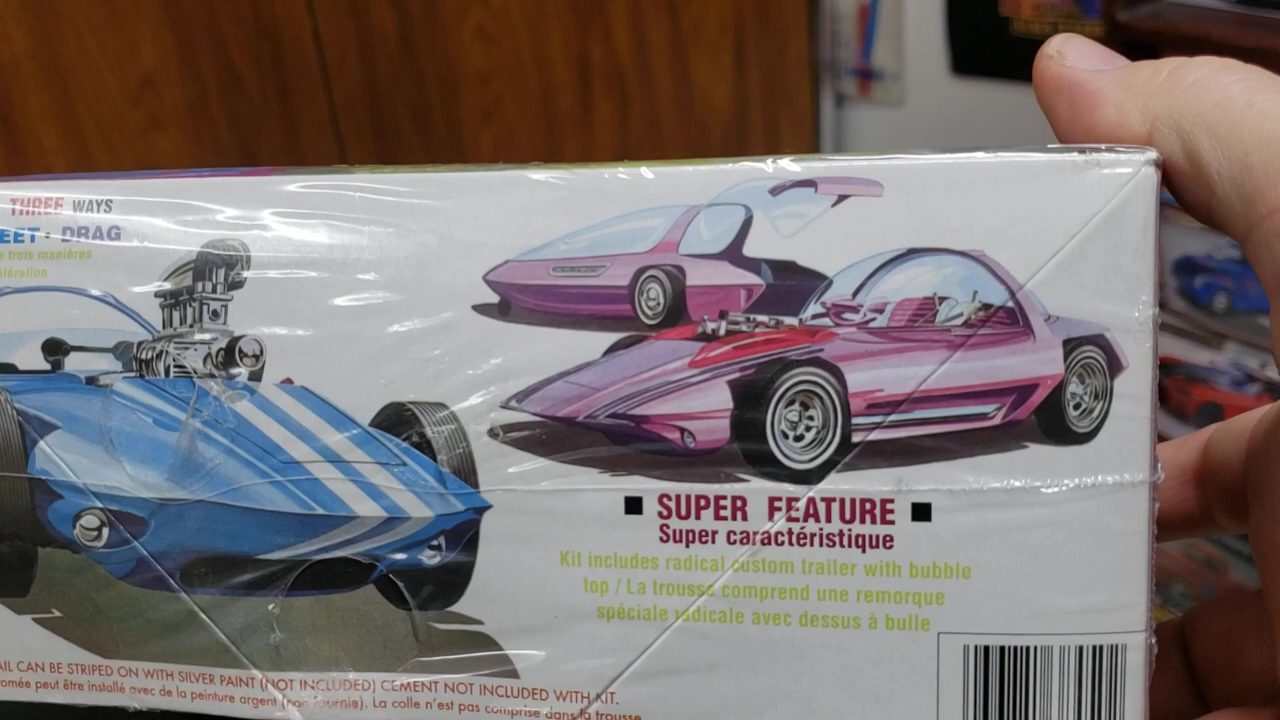 THREE WAYS
EET · DRAG
e trois manières
élération
SUPER FEATURE
Super caractéristique
Kit includes radical custom trailer with bubble
top / La trousse comprend une remorque
spéciale radicale avec dessus à bulle
AIL CAN BE STRIPED ON WITH SILVER PAINT (NOT INCLUDED) CEMENT NOT INCLUDED WITH KIT.
romée peut être installé avec de la peinture argent (non fournie). La colle n'est pas comprise dans la trousse